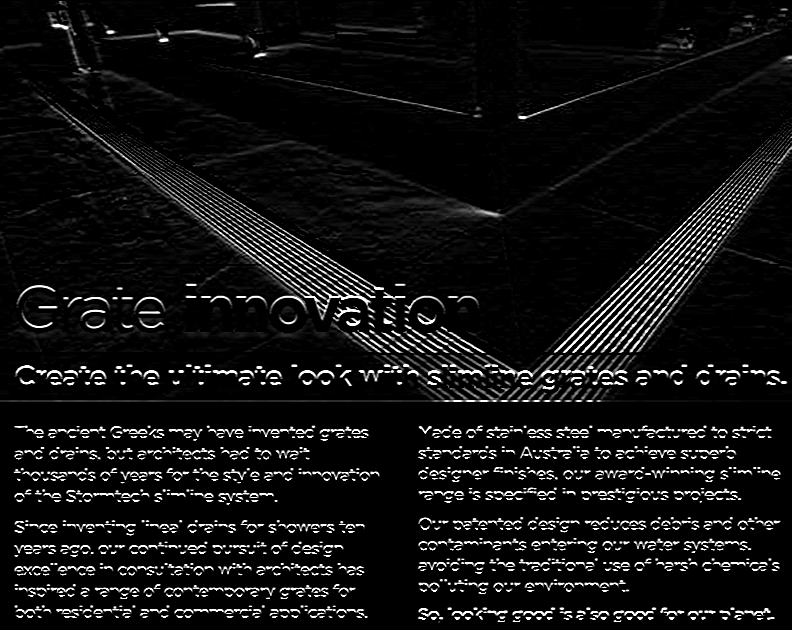 Grate innovation
Create the ultimate look with slimline grates and drains.
The ancient Greeks may have invented grates
and drains, but architects had to wait
thousands of years for the style and innovation
of the Stormtech slimline system.
Since inventing lineal drains for showers ten
years ago, our continued pursuit of design
excellence in consultation with architects has
inspired a range of contemporary grates for
both residential and commercial applications.
Made of stainless steel manufactured to strict
standards in Australia to achieve superb
designer finishes, our award-winning slimline
range is specified in prestigious projects.
Our patented design reduces debris and other
contaminants entering our water systems,
avoiding the traditional use of harsh chemicals
polluting our environment.
So, looking good is also good for our planet.